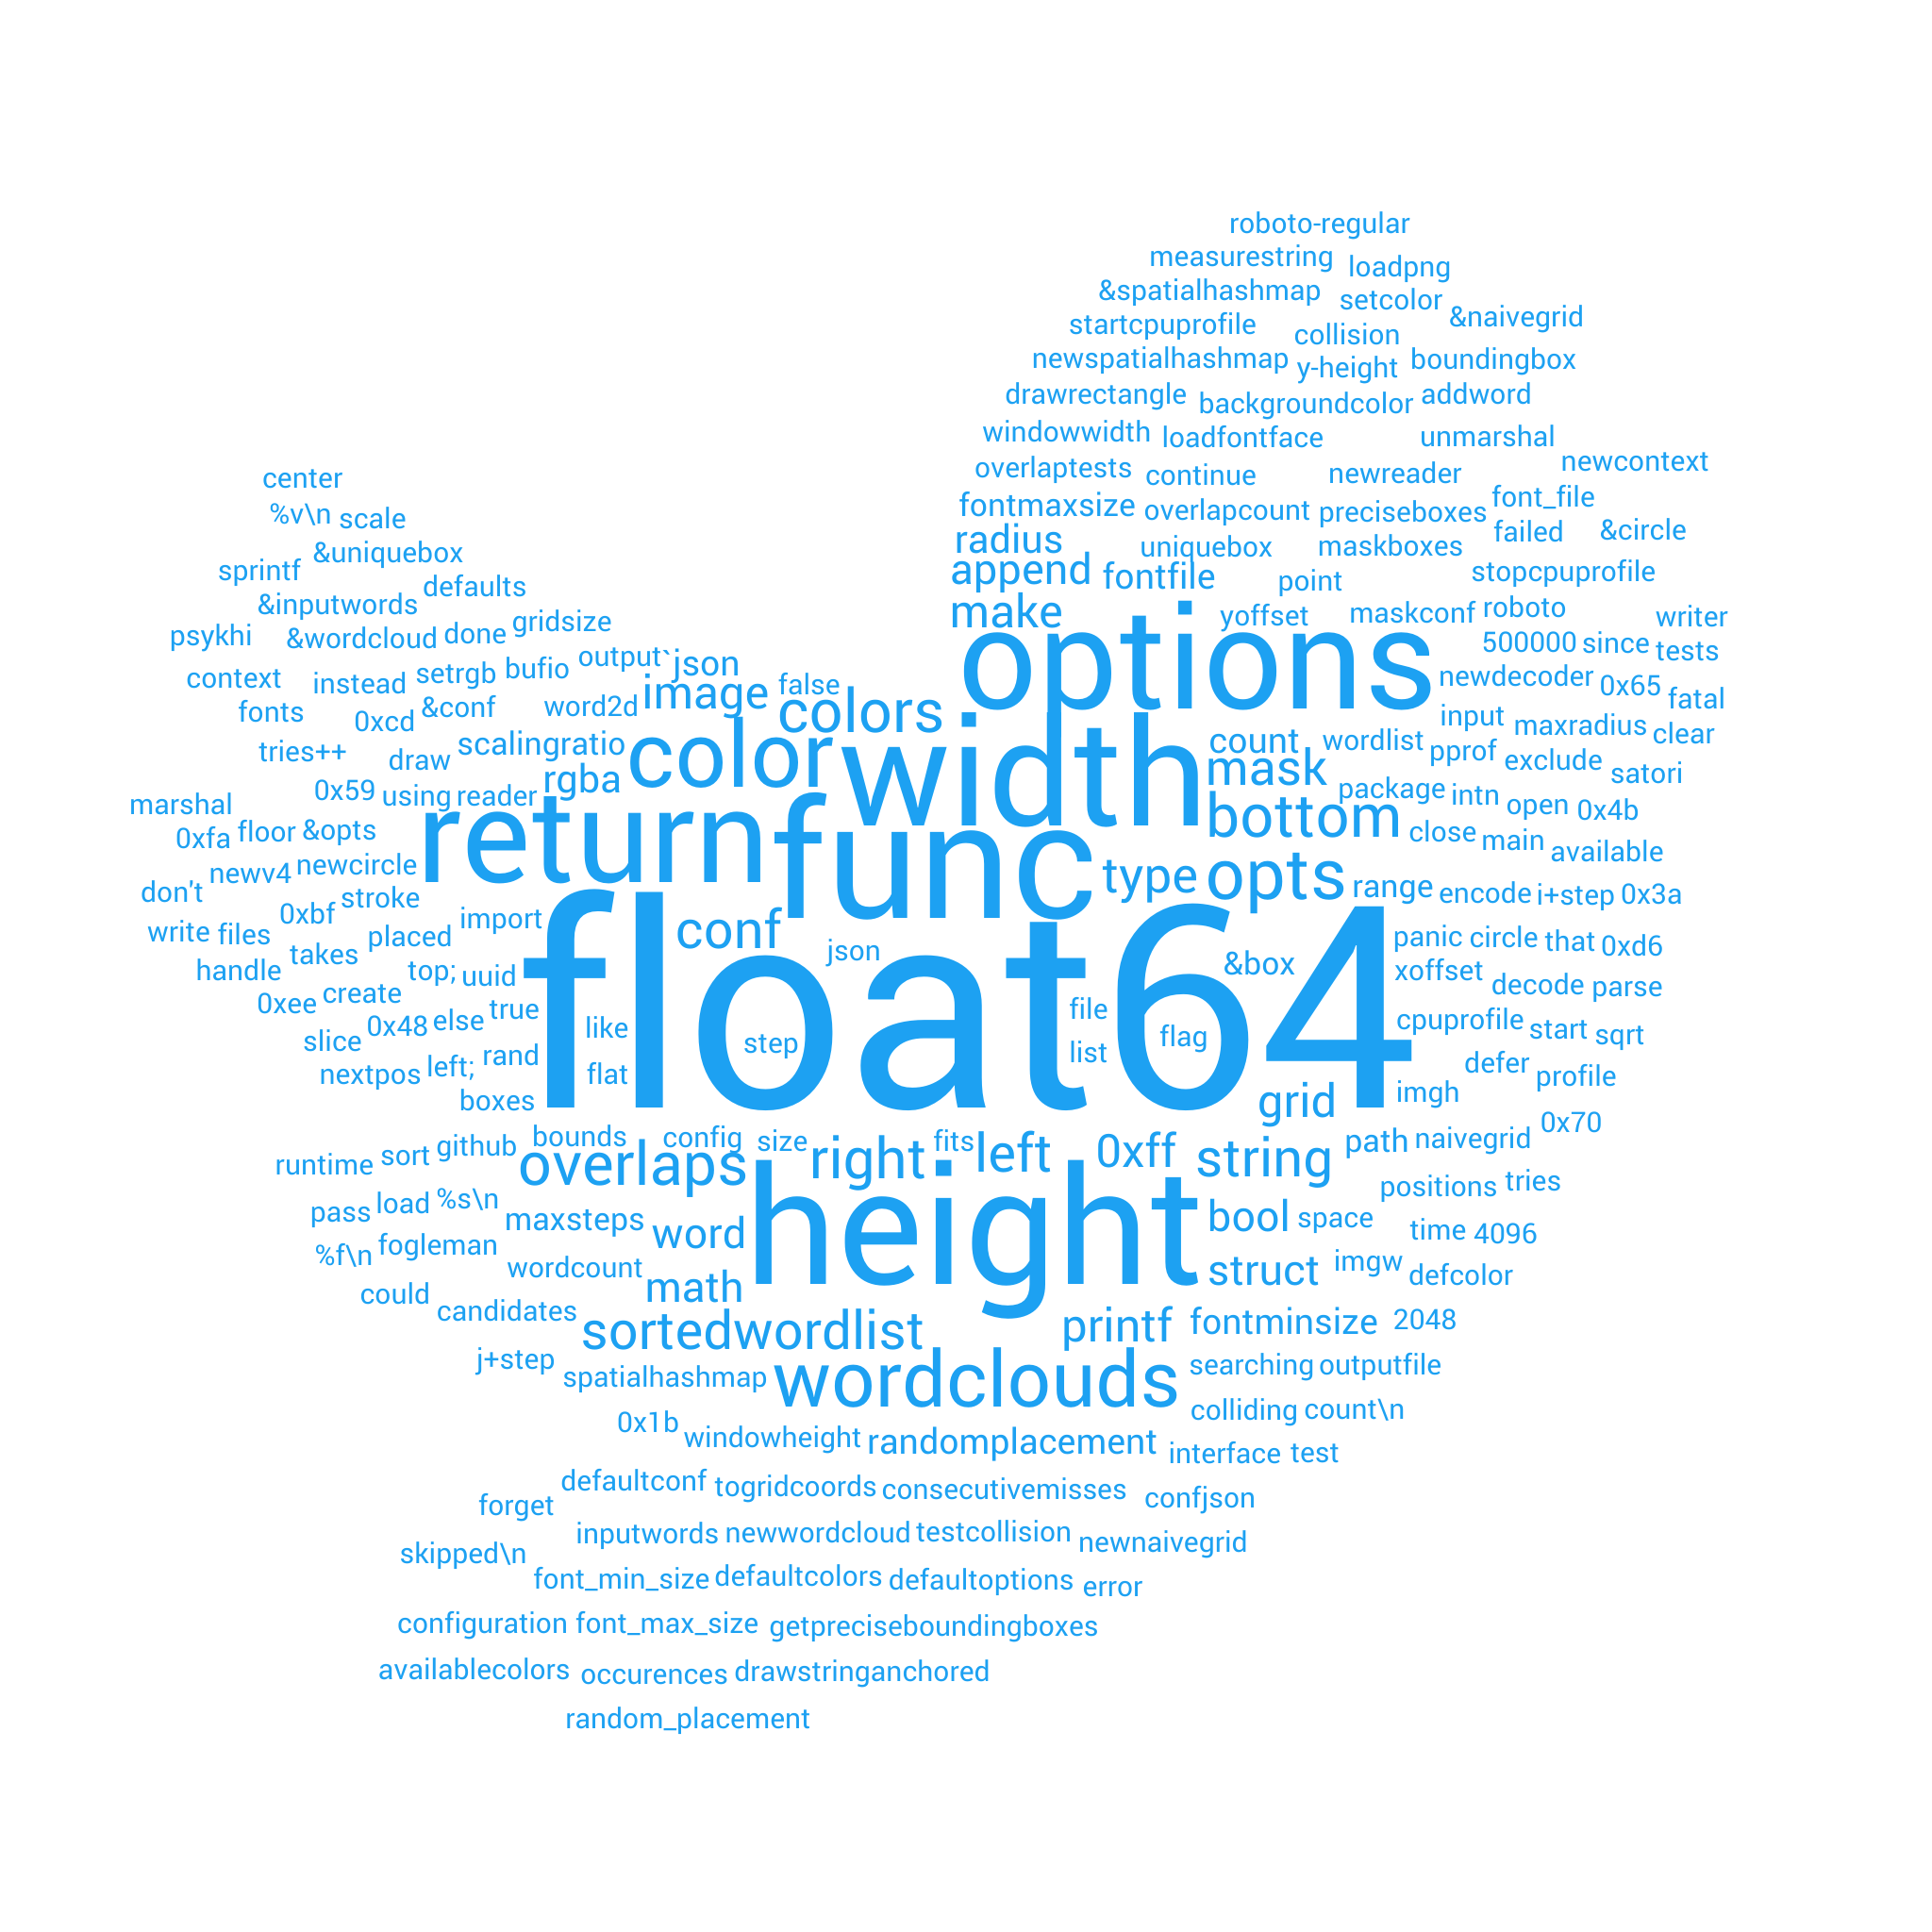 roboto-regular
measurestring loadpng
&spatialhashmap setcolor &naivegrid
startcpuprofile collision
newspatialhashmap y-height boundingbox
drawrectangle backgroundcolor addword
windowwidth loadfontface unmarshal newcontext
center overlaptests continue newreader font_file
%v\n scale fontmaxsize overlapcount preciseboxes failed &circle
&uniquebox radius uniquebox maskboxes
sprintf defaults append fontfile point stopcpuprofile
&inputwords gridsize make yoffset maskconf roboto writer
psykhi &wordcloud done options 500000 since tests
output`json
context instead setrgb bufio image false newdecoder 0x65 fatal
fonts 0xcd &conf word2d colors input maxradius clear
tries++ draw scalingratio color width count wordlist pprof exclude satori
0x59 using reader rgba mask package intn open 0x4b
marshal return func bottom close main available
0xfa floor &opts
newv4 newcircle type opts range encode i+step 0x3a
don't 0xbf stroke import conf
write files placed json panic circle that 0xd6
handle takes top; uuid float64 &box xoffset decode parse
0xee create true like file cpuprofile start sqrt
slice 0x48 else step list flag
nextpos left; rand flat defer profile
boxes grid imgh
runtime sort github bounds config size fits 0x70
overlaps right left 0xff string path naivegrid
pass load %s\n maxsteps word height bool space positions tries
%f\n fogleman wordcount struct imgw time 4096
could candidates math defcolor
sortedwordlist printf fontminsize 2048
j+step spatialhashmap wordclouds searching outputfile
0x1b windowheight randomplacement colliding count\n
interface test
defaultconf togridcoords consecutivemisses confjson
forget inputwords newwordcloud testcollision newnaivegrid
skipped\n font_min_size defaultcolors defaultoptions error
configuration font_max_size getpreciseboundingboxes
availablecolors occurences drawstringanchored
random_placement